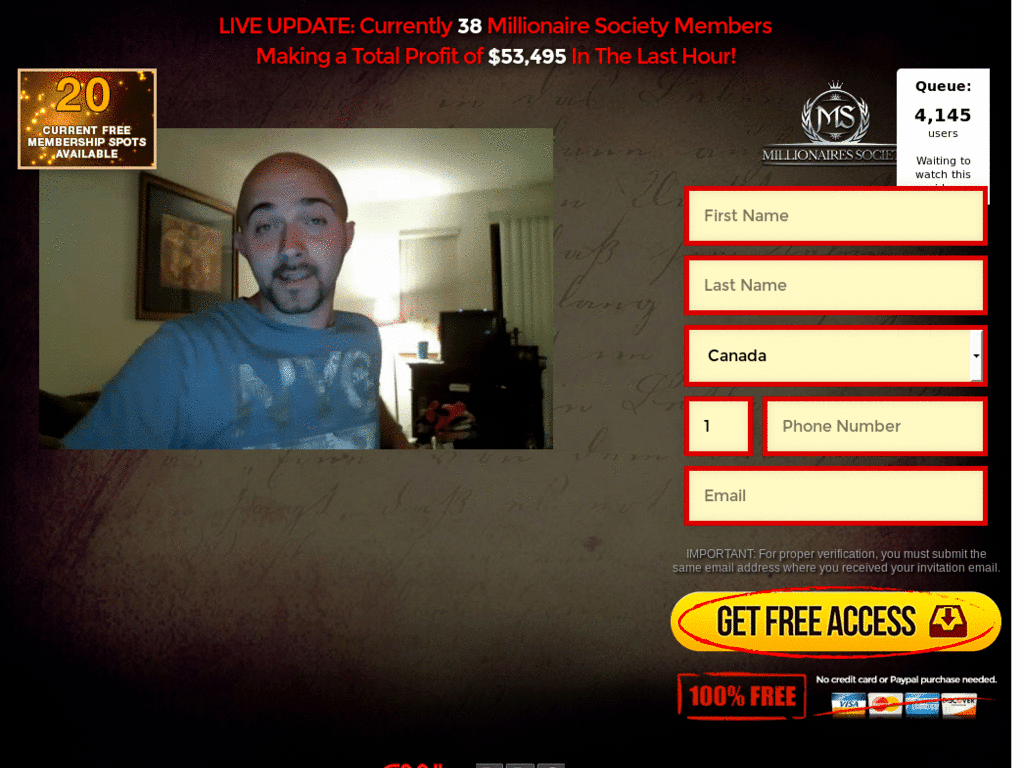 LIVE UPDATE: Currently 38 Millionaire Society Members
Making a Total Profit of $53,495 In The Last Hour!
20
CURRENT FREE
MEMBERSHIP SPOTS
AVAILABLE
NYC
MS
MILLIONAIRES SOCIET
Queue:
4,145
users
Waiting to
watch this
First Name
Last Name
Canada
1
Phone Number
Email
IMPORTANT: For proper verification, you must submit the
same email address where you received your invitation email.
GET FREE ACCESS
100% FREE
No credit card or Paypal purchase needed.
VISA